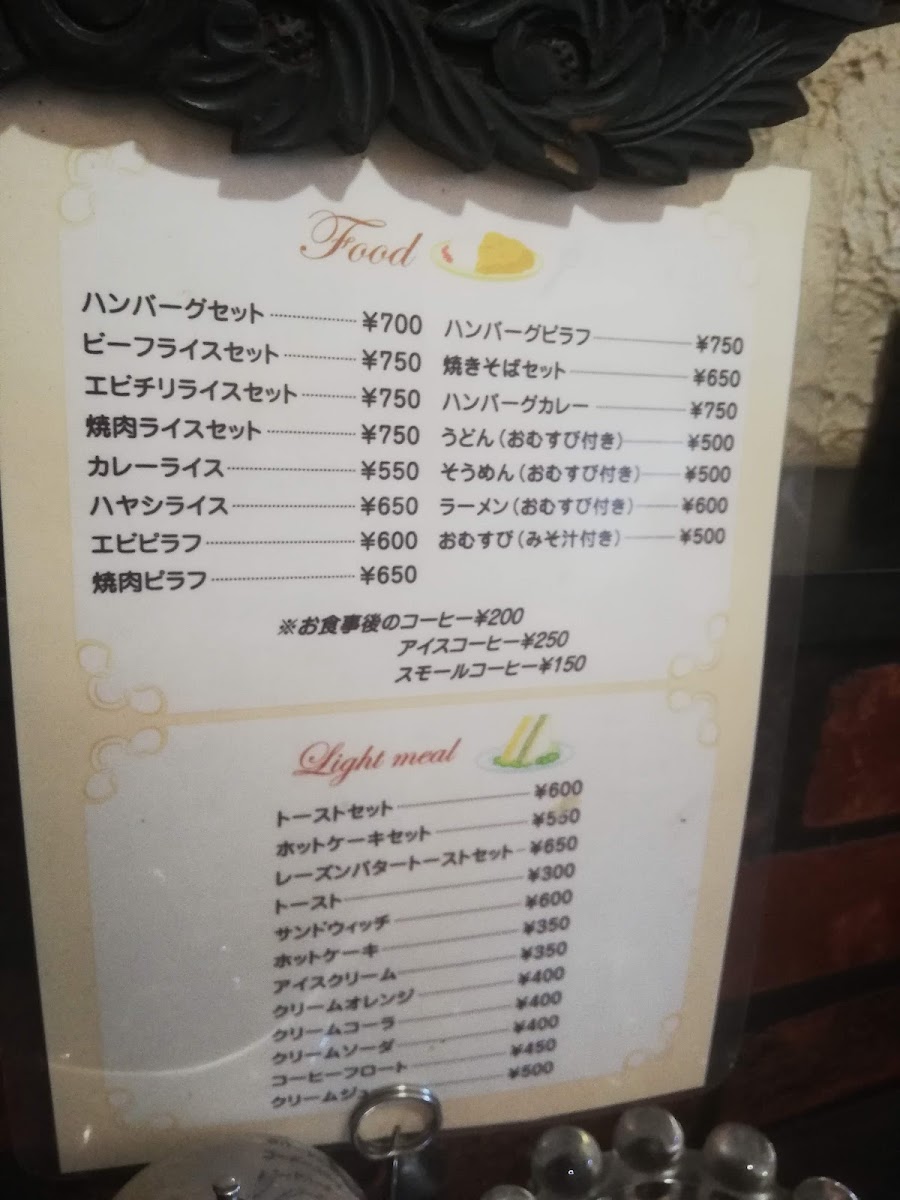 Food
ハンバーグセット ¥700
ビーフライスセット ¥750
エビチリライスセット ¥750
焼肉ライスセット ¥750
カレーライス ¥550
ハヤシライス ¥650
エビピラフ ¥600
焼肉ピラフ ¥650
ハンバーグピラフ ¥750
焼きそばセット ¥650
ハンバーグカレー ¥750
うどん(おむすび付き) ¥500
そうめん(おむすび付き) ¥500
ラーメン(おむすび付き) ¥600
おむすび(みそ汁付き) ¥500
※お食事後のコーヒー¥200
アイスコーヒー¥250
スモールコーヒー¥150
Light meal
トーストセット ¥600
ホットケーキセット ¥550
レーズンバタートーストセット ¥650
トースト ¥300
サンドウィッチ ¥600
ホットケーキ ¥350
アイスクリーム ¥350
クリームオレンジ ¥400
クリームコーラ ¥400
クリームソーダ ¥400
コーヒーフロート ¥450
¥500